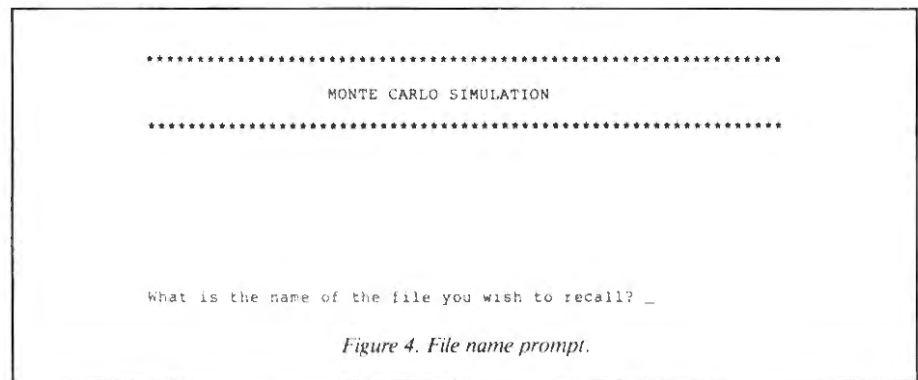 **************************************************************
MONTE CARLO SIMULATION
**************************************************************
What is the name of the file you wish to recall? _
Figure 4. File name prompt.